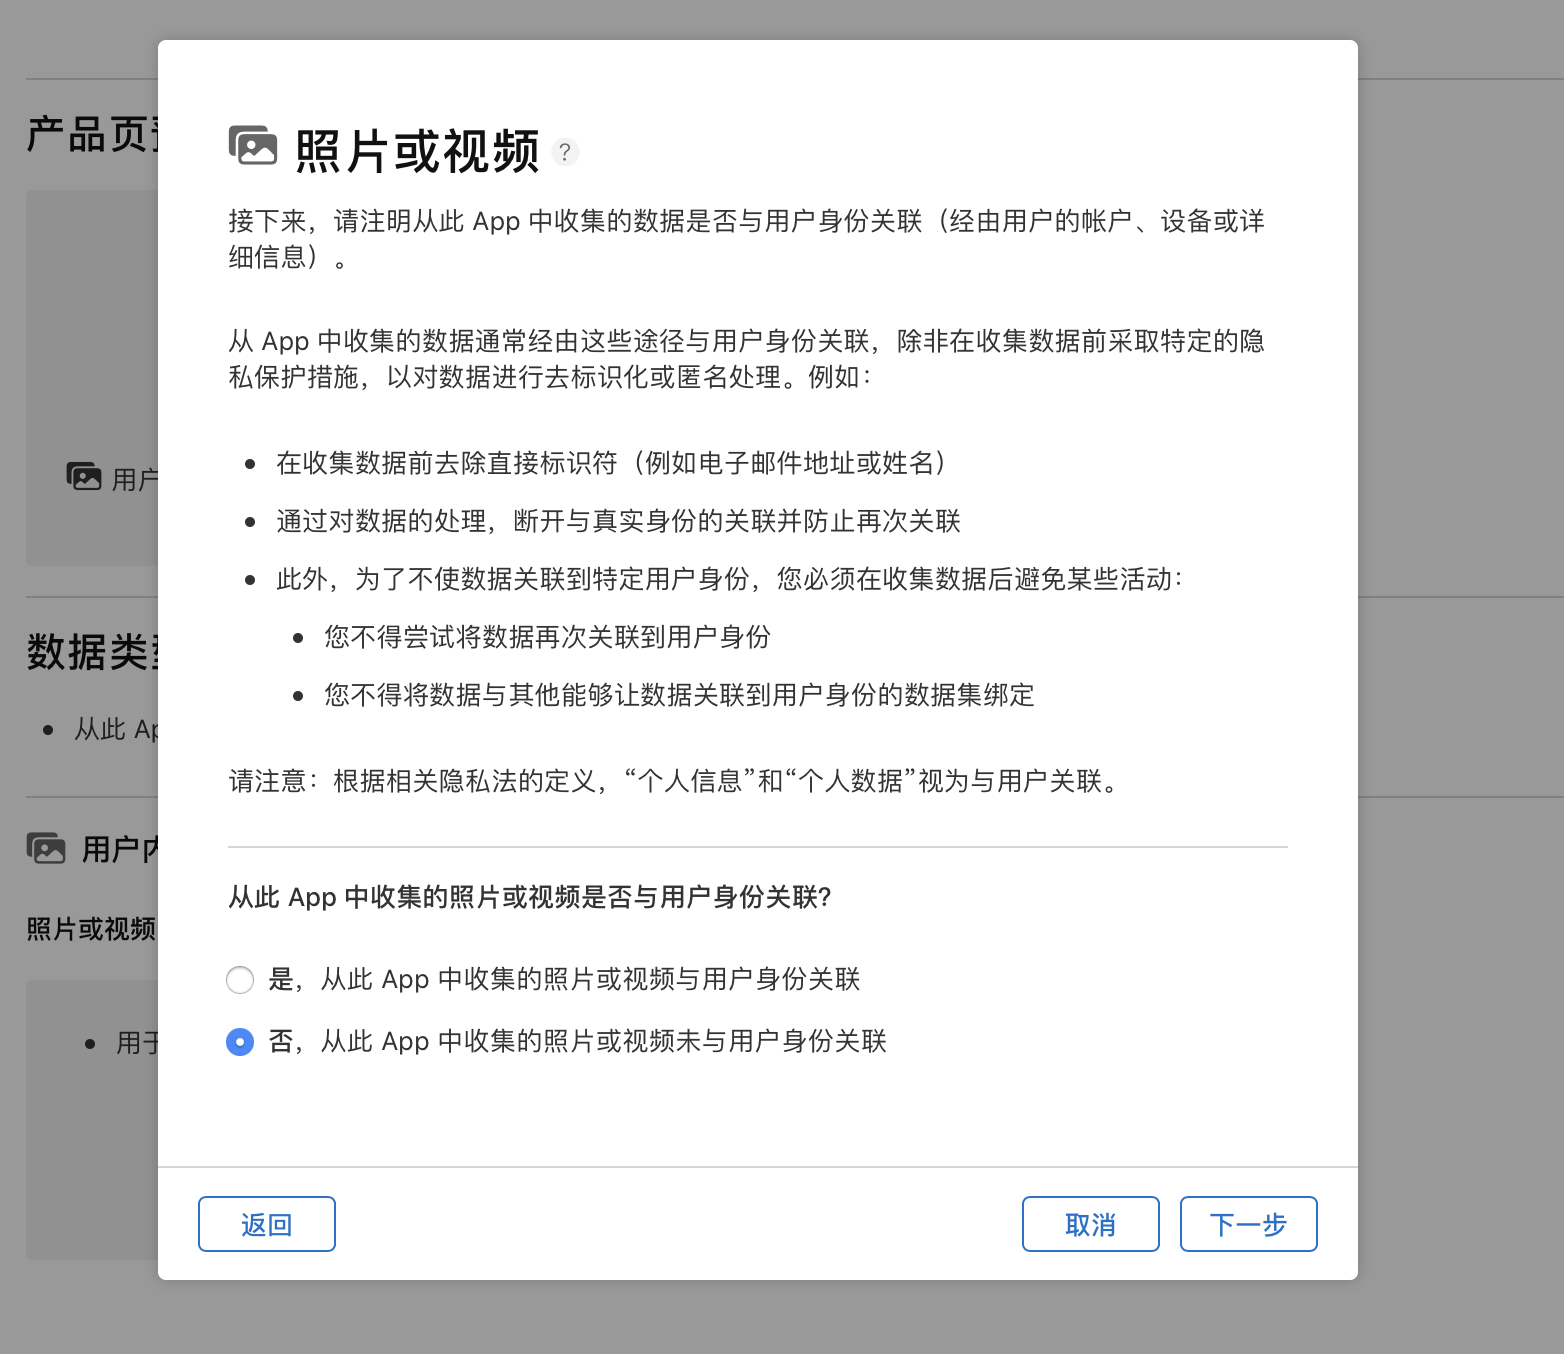 产品页
照片或视频 ?
接下来，请注明从此 App 中收集的数据是否与用户身份关联（经由用户的帐户、设备或详
细信息）。
从 App 中收集的数据通常经由这些途径与用户身份关联，除非在收集数据前采取特定的隐
私保护措施，以对数据进行去标识化或匿名处理。例如：
在收集数据前去除直接标识符（例如电子邮件地址或姓名）
用户
通过对数据的处理，断开与真实身份的关联并防止再次关联
此外，为了不使数据关联到特定用户身份，您必须在收集数据后避免某些活动：
您不得尝试将数据再次关联到用户身份
数据类
您不得将数据与其他能够让数据关联到用户身份的数据集绑定
从此 Ap
请注意：根据相关隐私法的定义，“个人信息”和“个人数据”视为与用户关联。
用户内
从此 App 中收集的照片或视频是否与用户身份关联?
照片或视频
是，从此 App 中收集的照片或视频与用户身份关联
否，从此 App 中收集的照片或视频未与用户身份关联
用于
返回
取消
下一步